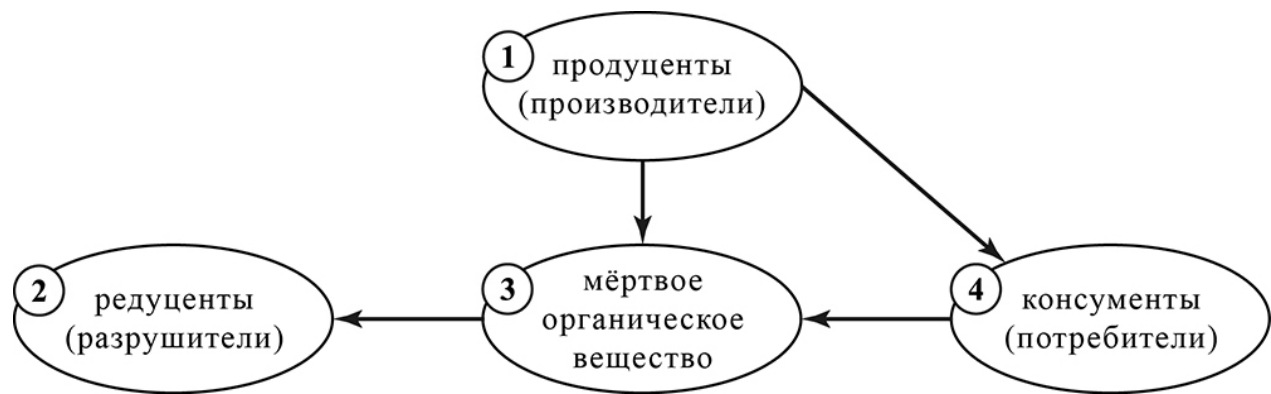 1
продуценты
(производители)
2
редуценты
(разрушители)
3
мёртвое
органическое
вещество
4
консументы
(потребители)